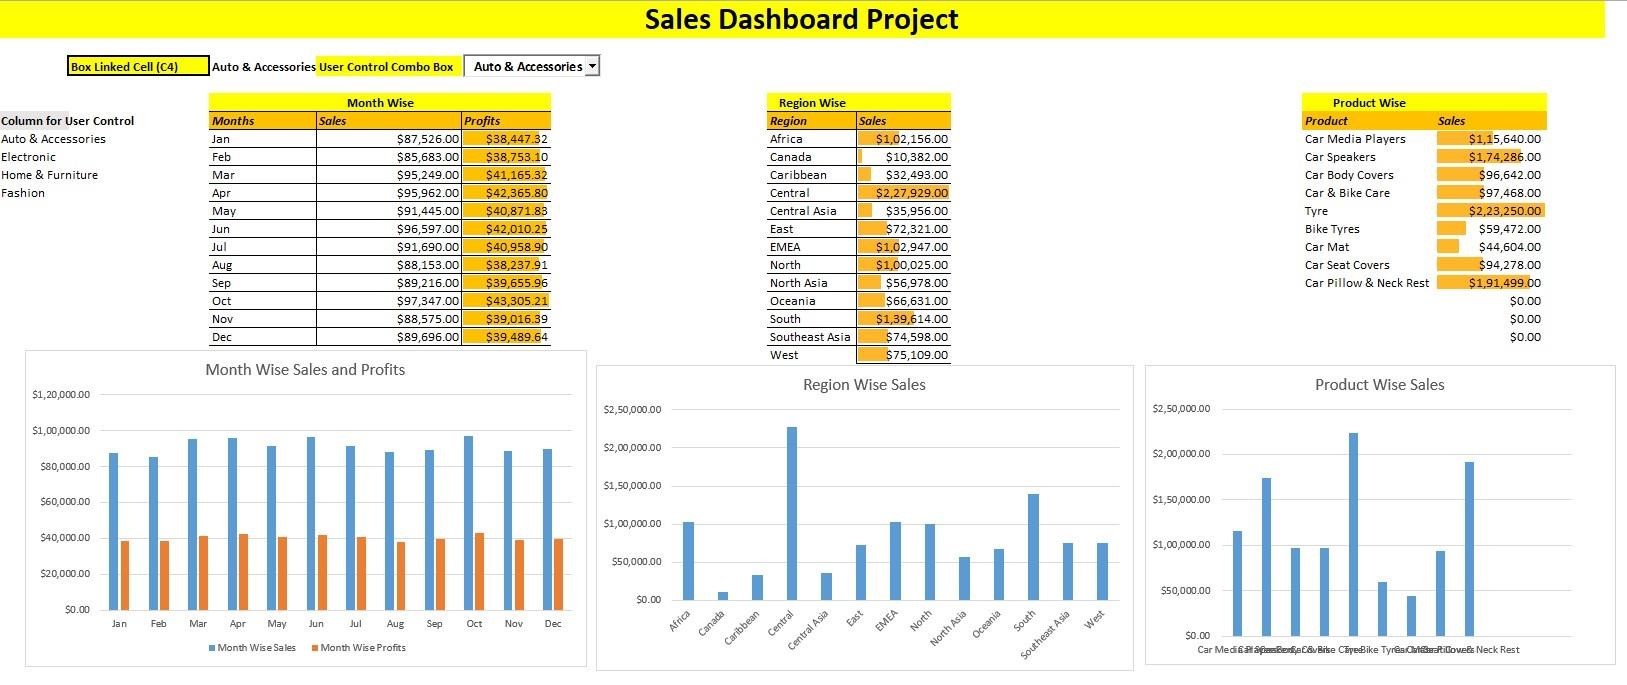 Sales Dashboard Project
Box Linked Cell (C4) Auto & Accessories User Control Combo Box Auto & Accessories
Column for User Control
Auto & Accessories
Electronic
Home & Furniture
Fashion
Month Wise
Months Sales Profits
Jan $87,526.00 $38,447.32
Feb $85,683.00 $38,753.10
Mar $95,249.00 $41,165.32
Apr $95,962.00 $42,365.80
May $91,445.00 $40,871.83
Jun $96,597.00 $42,010.25
Jul $91,690.00 $40,958.90
Aug $88,153.00 $38,237.91
Sep $89,216.00 $39,655.96
Oct $97,347.00 $43,305.21
Nov $88,575.00 $39,016.39
Dec $89,696.00 $39,489.64
Region Wise
Region Sales
Africa $1,02,156.00
Canada $10,382.00
Caribbean $32,493.00
Central $2,27,929.00
Central Asia $35,956.00
East $72,321.00
EMEA $1,02,947.00
North $1,00,025.00
North Asia $56,978.00
Oceania $66,631.00
South $1,39,614.00
Southeast Asia $74,598.00
West $75,109.00
Product Wise
Product Sales
Car Media Players $1,15,640.00
Car Speakers $1,74,286.00
Car Body Covers $96,642.00
Car & Bike Care $97,468.00
Tyre $2,23,250.00
Bike Tyres $59,472.00
Car Mat $44,604.00
Car Seat Covers $94,278.00
Car Pillow & Neck Rest $1,91,499.00
$0.00
$0.00
$0.00
Month Wise Sales and Profits
$1,20,000.00
$1,00,000.00
$80,000.00
$60,000.00
$40,000.00
$20,000.00
$0.00
Jan Feb Mar Apr May Jun Jul Aug Sep Oct Nov Dec
Month Wise Sales Month Wise Profits
Region Wise Sales
$2,50,000.00
$2,00,000.00
$1,50,000.00
$1,00,000.00
$50,000.00
$0.00
Africa Canada Caribbean Central Central Asia East EMEA North North Asia Oceania South Southeast Asia West
Product Wise Sales
$2,50,000.00
$2,00,000.00
$1,50,000.00
$1,00,000.00
$50,000.00
$0.00
Neck Rest